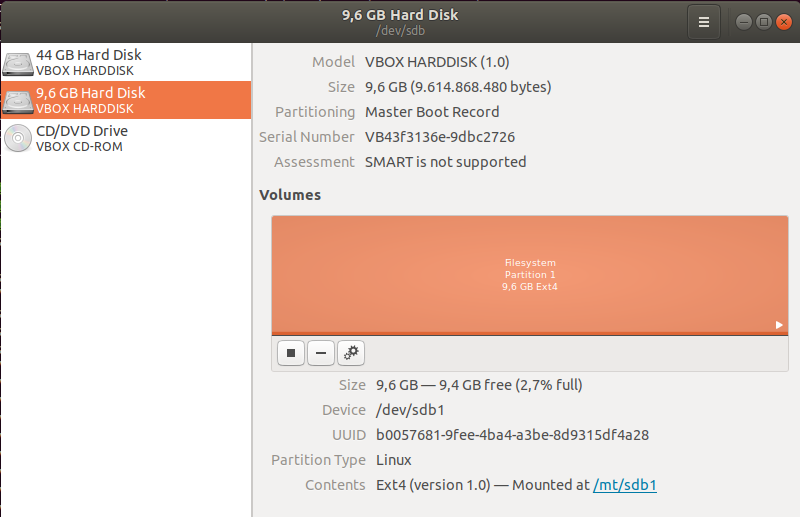 9,6 GB Hard Disk
/dev/sdb
44 GB Hard Disk
VBOX HARDDISK
9,6 GB Hard Disk
VBOX HARDDISK
CD/DVD Drive
VBOX CD-ROM
Model VBOX HARDDISK (1.0)
Size 9,6 GB (9.614.868.480 bytes)
Partitioning Master Boot Record
Serial Number VB43f3136e-9dbc2726
Assessment SMART is not supported
Volumes
Filesystem
Partition 1
9,6 GB Ext4
Size 9,6 GB — 9,4 GB free (2,7% full)
Device /dev/sdb1
UUID b0057681-9fee-4ba4-a3be-8d9315df4a28
Partition Type Linux
Contents Ext4 (version 1.0) — Mounted at /mt/sdb1